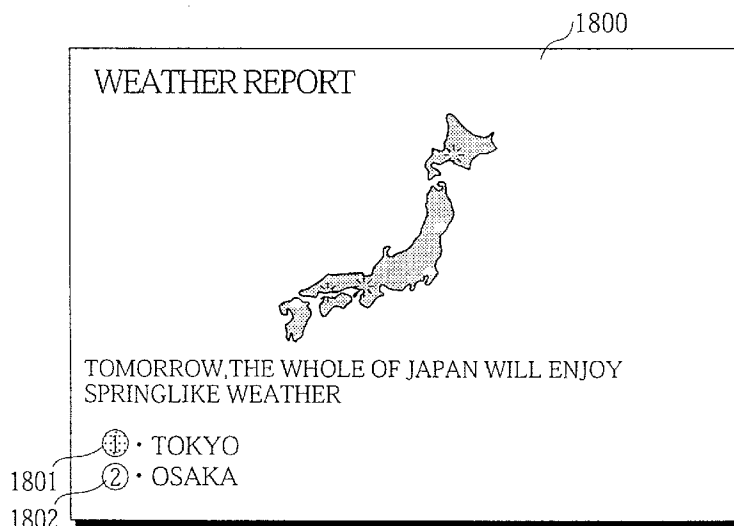 1800
WEATHER REPORT
TOMORROW,THE WHOLE OF JAPAN WILL ENJOY
SPRINGLIKE WEATHER
1 · TOKYO
1801
2 · OSAKA
1802